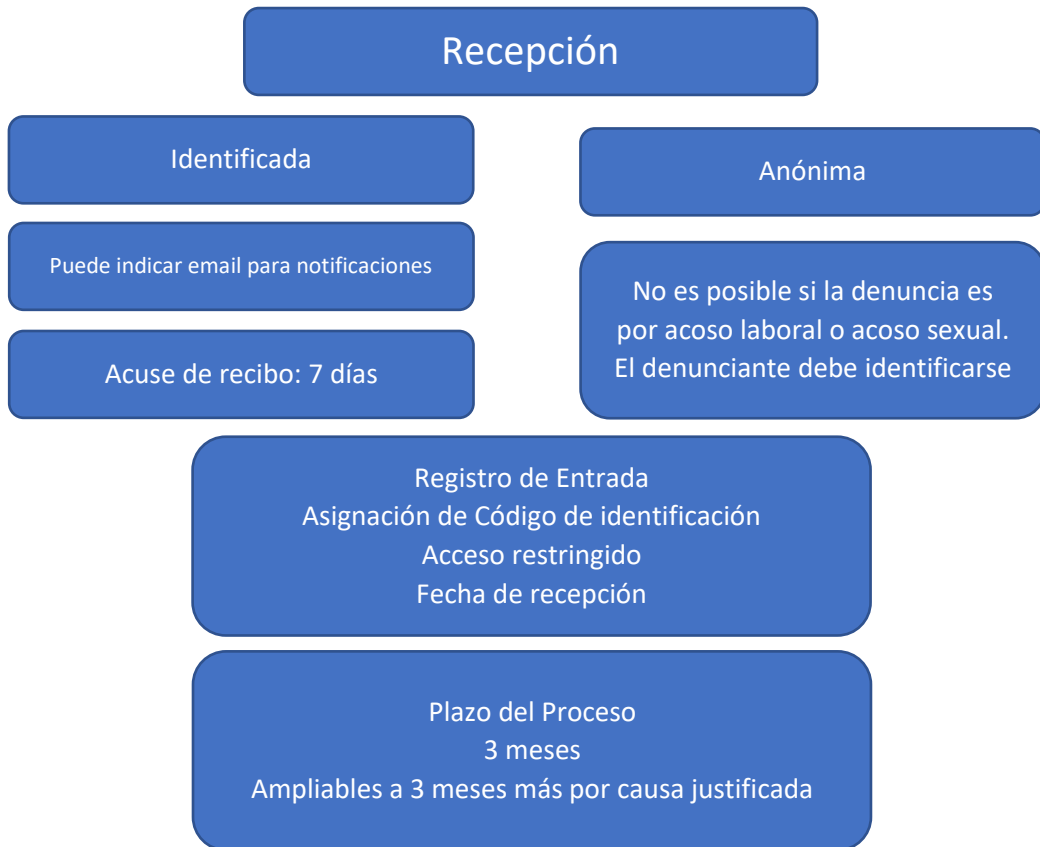 Recepción
Identificada
Puede indicar email para notificaciones
Acuse de recibo: 7 días
Anónima
No es posible si la denuncia es
por acoso laboral o acoso sexual.
El denunciante debe identificarse
Registro de Entrada
Asignación de Código de identificación
Acceso restringido
Fecha de recepción
Plazo del Proceso
3 meses
Ampliables a 3 meses más por causa justificada